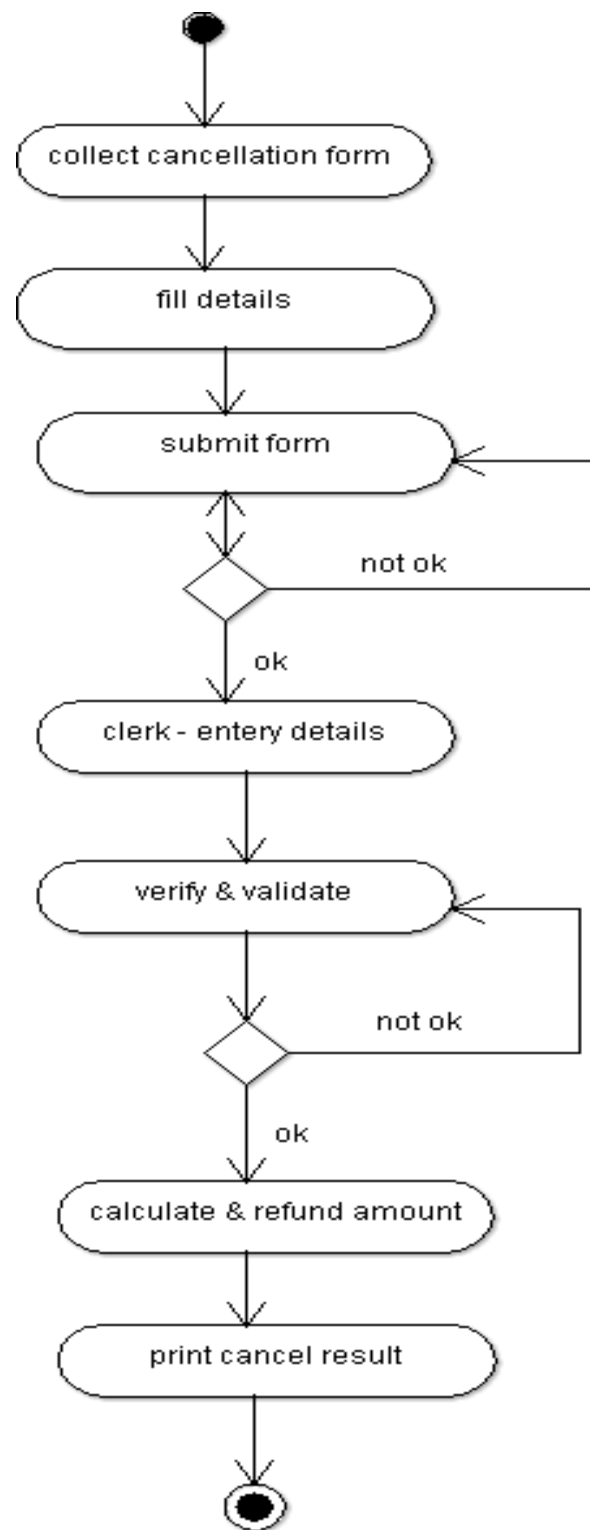 collect cancellation form
fill details
submit form
not ok
ok
clerk - entery details
verify & validate
not ok
ok
calculate & refund amount
print cancel result